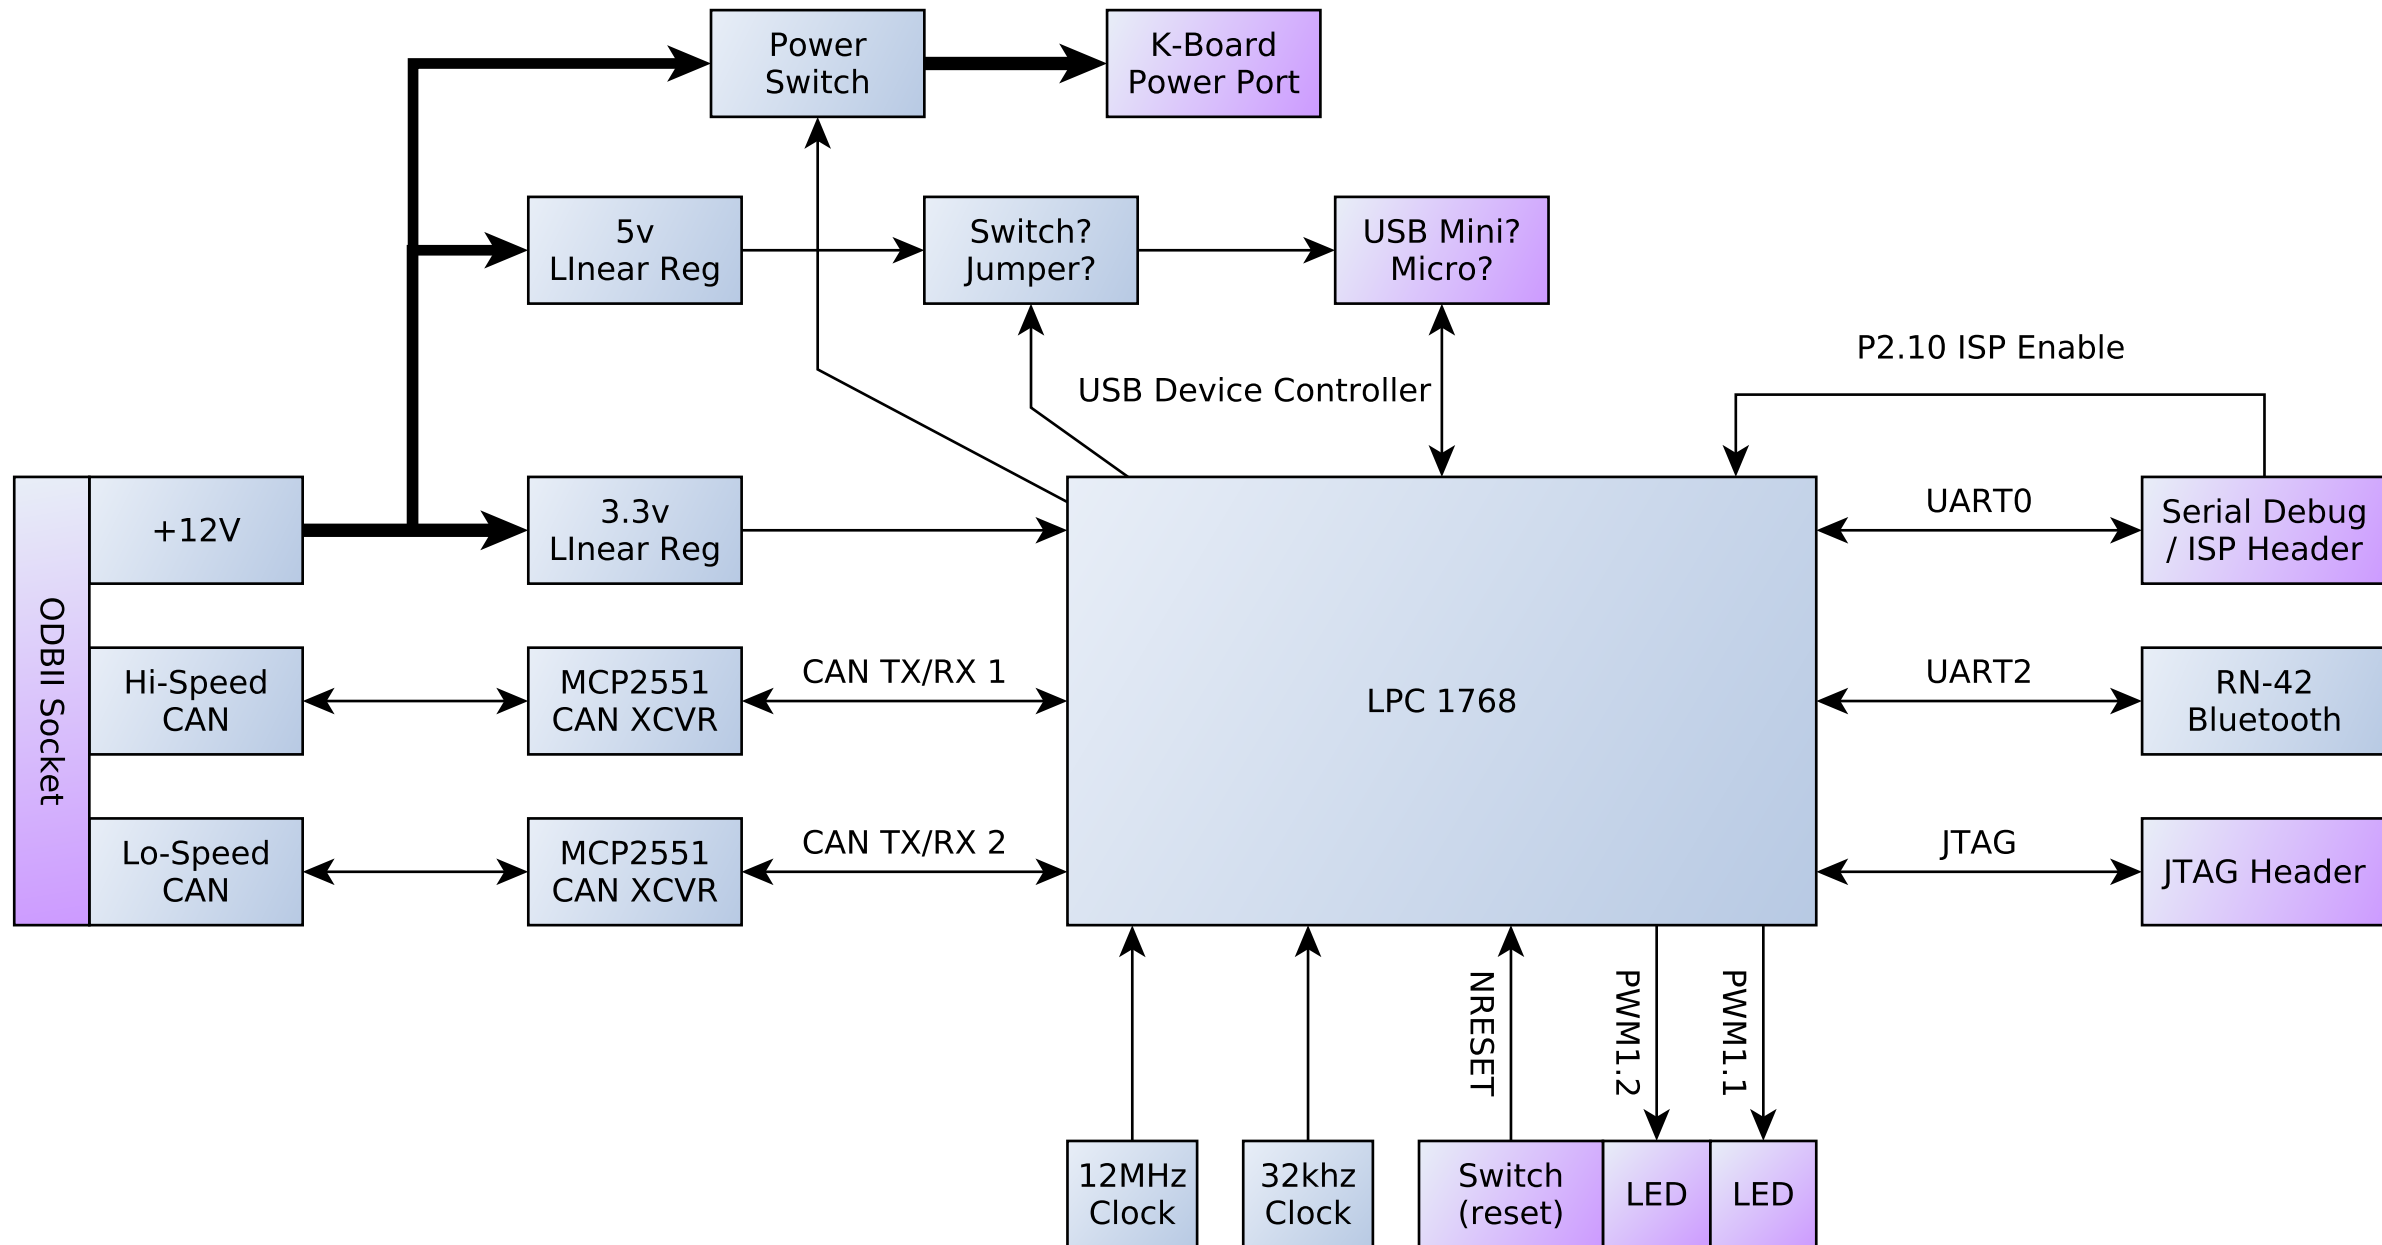 Power
Switch
K-Board
Power Port
5v
LInear Reg
Switch?
Jumper?
USB Mini?
Micro?
P2.10 ISP Enable
USB Device Controller
ODBII Socket
+12V
3.3v
LInear Reg
UART0
Serial Debug
/ ISP Header
Hi-Speed
CAN
MCP2551
CAN XCVR
CAN TX/RX 1
LPC 1768
UART2
RN-42
Bluetooth
Lo-Speed
CAN
MCP2551
CAN XCVR
CAN TX/RX 2
JTAG
JTAG Header
NRESET
PWM1.2
PWM1.1
12MHz
Clock
32khz
Clock
Switch
(reset)
LED
LED